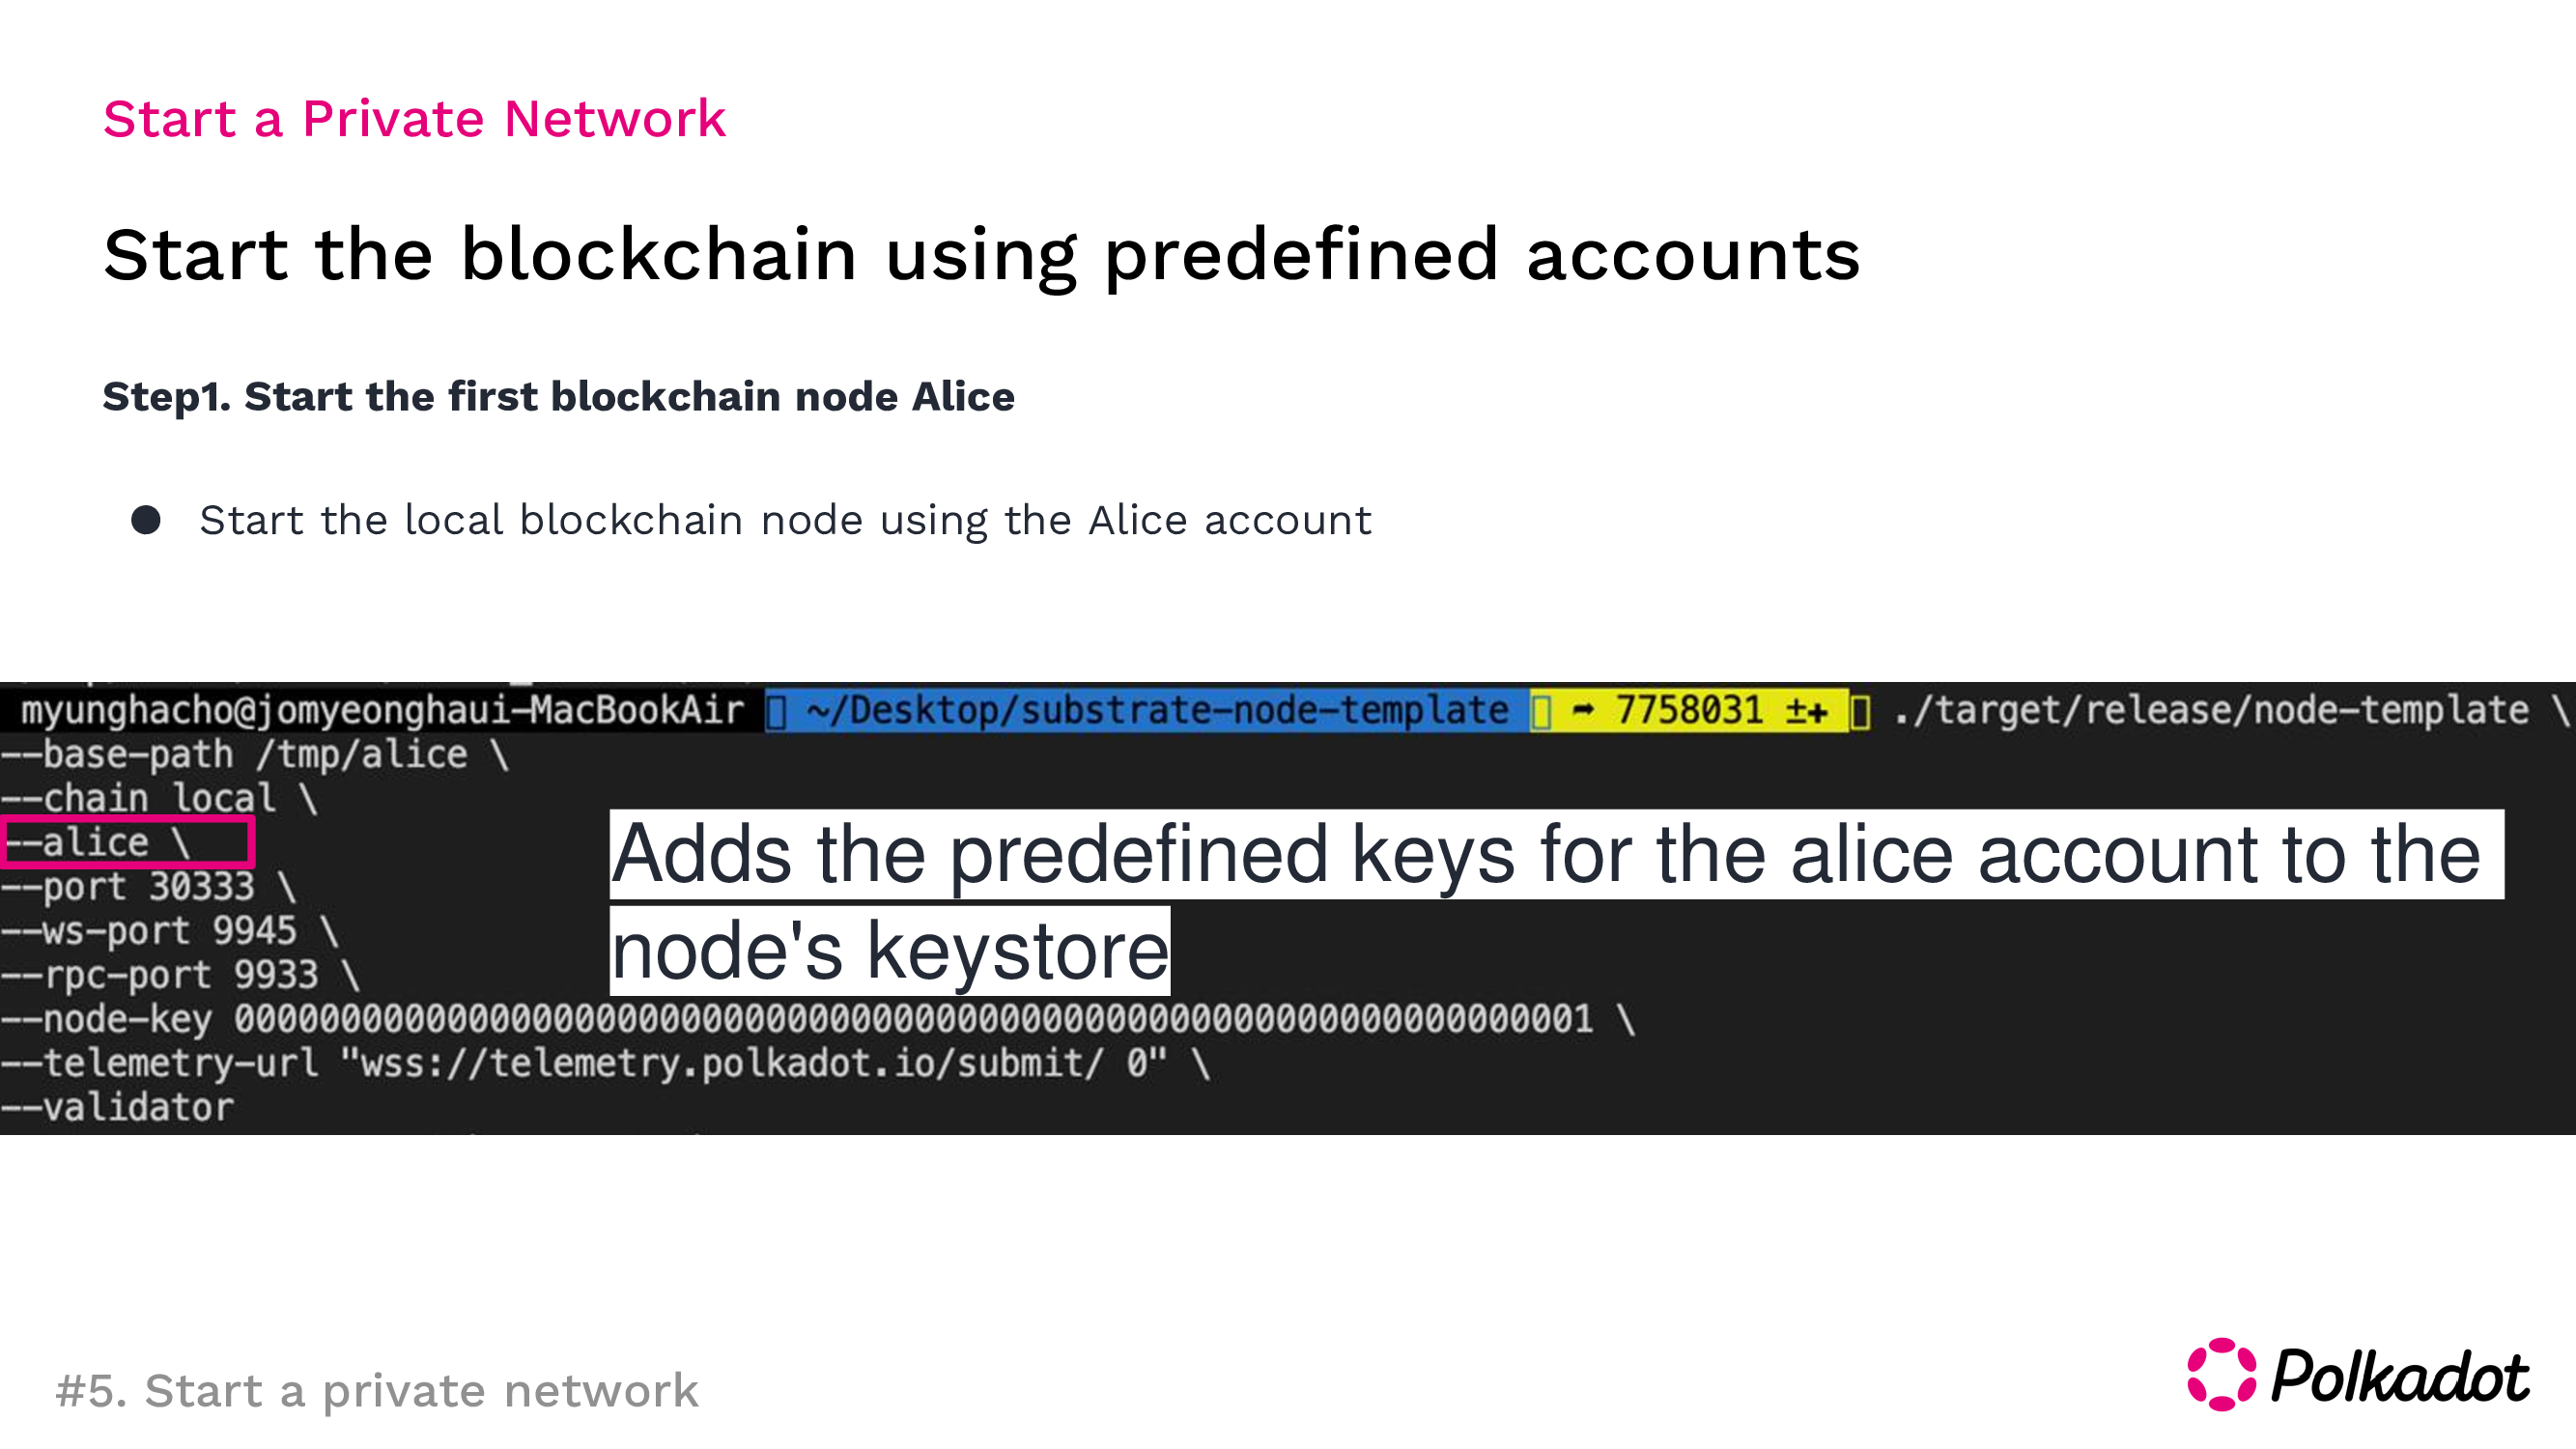 Start a Private Network
Start the blockchain using predefined accounts
Step1. Start the first blockchain node Alice
● Start the local blockchain node using the Alice account
myunghacho@jomyeonghaui-MacBookAir ~/Desktop/substrate-node-template ➦ 7758031 ±✚ ./target/release/node-template \
--base-path /tmp/alice \
--chain local \
--alice \
--port 30333 \
--ws-port 9945 \
--rpc-port 9933 \
--node-key 0000000000000000000000000000000000000000000000000000000000000001 \
--telemetry-url "wss://telemetry.polkadot.io/submit/ 0" \
--validator
Adds the predefined keys for the alice account to the
node's keystore
#5. Start a private network
Polkadot